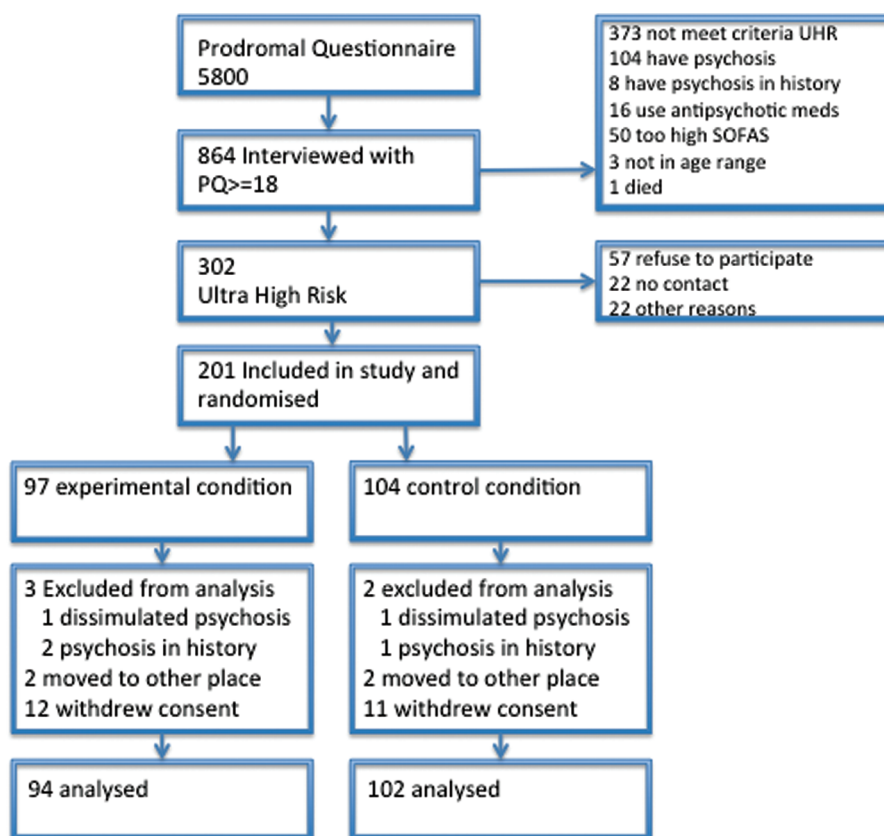 Prodromal Questionnaire
5800
373 not meet criteria UHR
104 have psychosis
8 have psychosis in history
16 use antipsychotic meds
50 too high SOFAS
3 not in age range
1 died
864 Interviewed with
PQ>=18
302
Ultra High Risk
57 refuse to participate
22 no contact
22 other reasons
201 Included in study and
randomised
97 experimental condition
104 control condition
3 Excluded from analysis
1 dissimulated psychosis
2 psychosis in history
2 moved to other place
12 withdrew consent
2 excluded from analysis
1 dissimulated psychosis
1 psychosis in history
2 moved to other place
11 withdrew consent
94 analysed
102 analysed